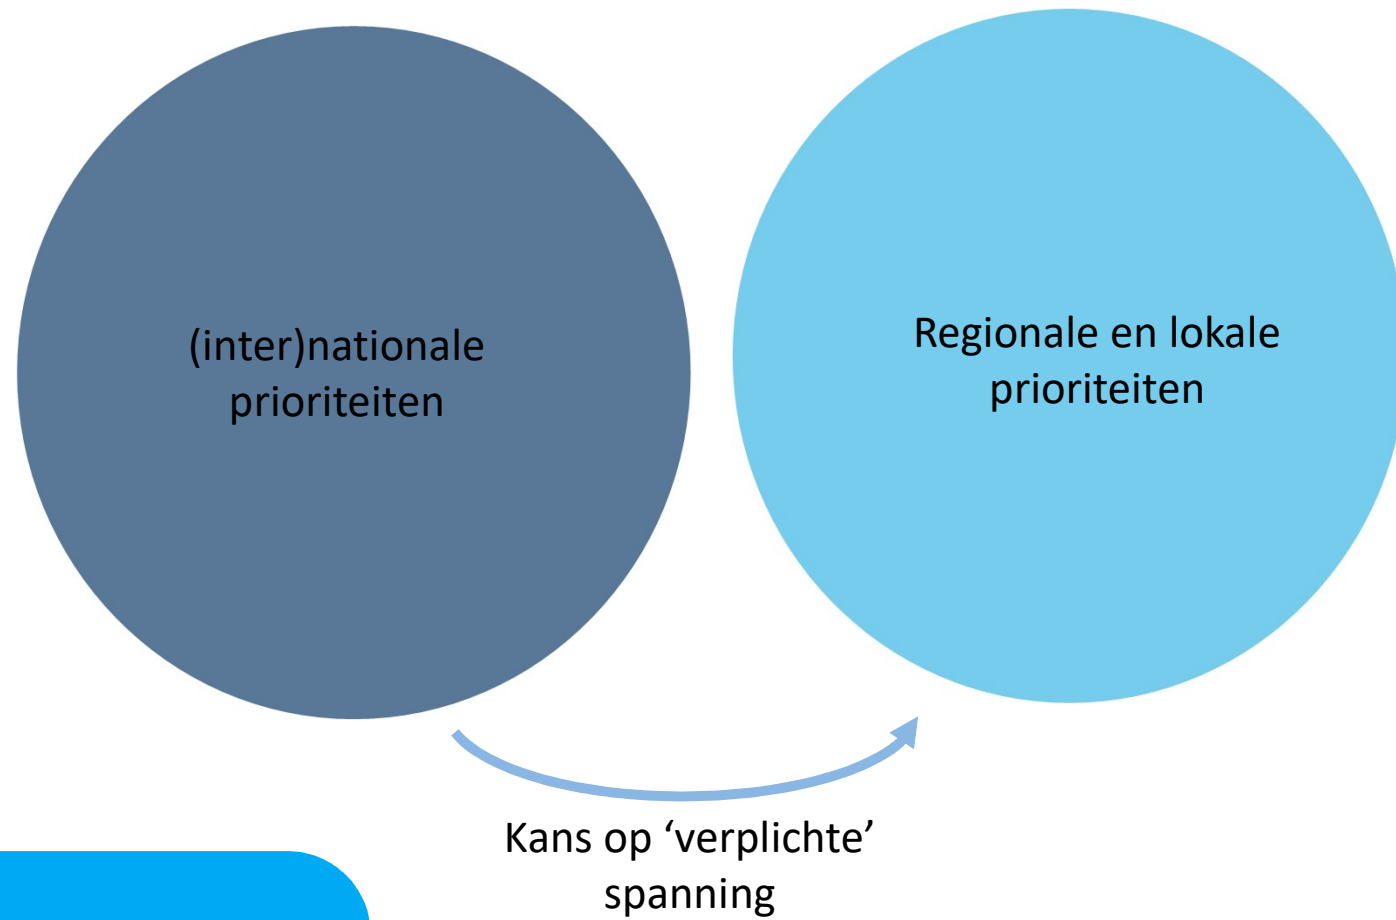 (inter)nationale
prioriteiten
Regionale en lokale
prioriteiten
Kans op ‘verplichte’
spanning